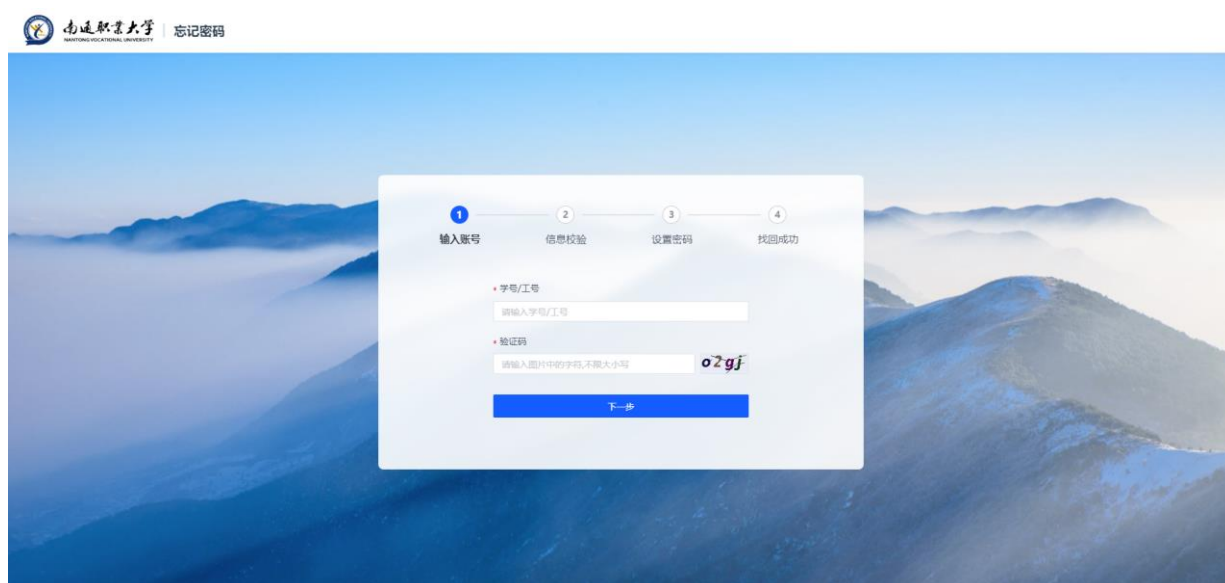 南通职业大学
NANTONG VOCATIONAL UNIVERSITY
忘记密码
1 2 3 4
输入账号 信息校验 设置密码 找回成功
* 学号/工号
请输入学号/工号
* 验证码
请输入图片中的字符,不限大小写
o2gj
下一步